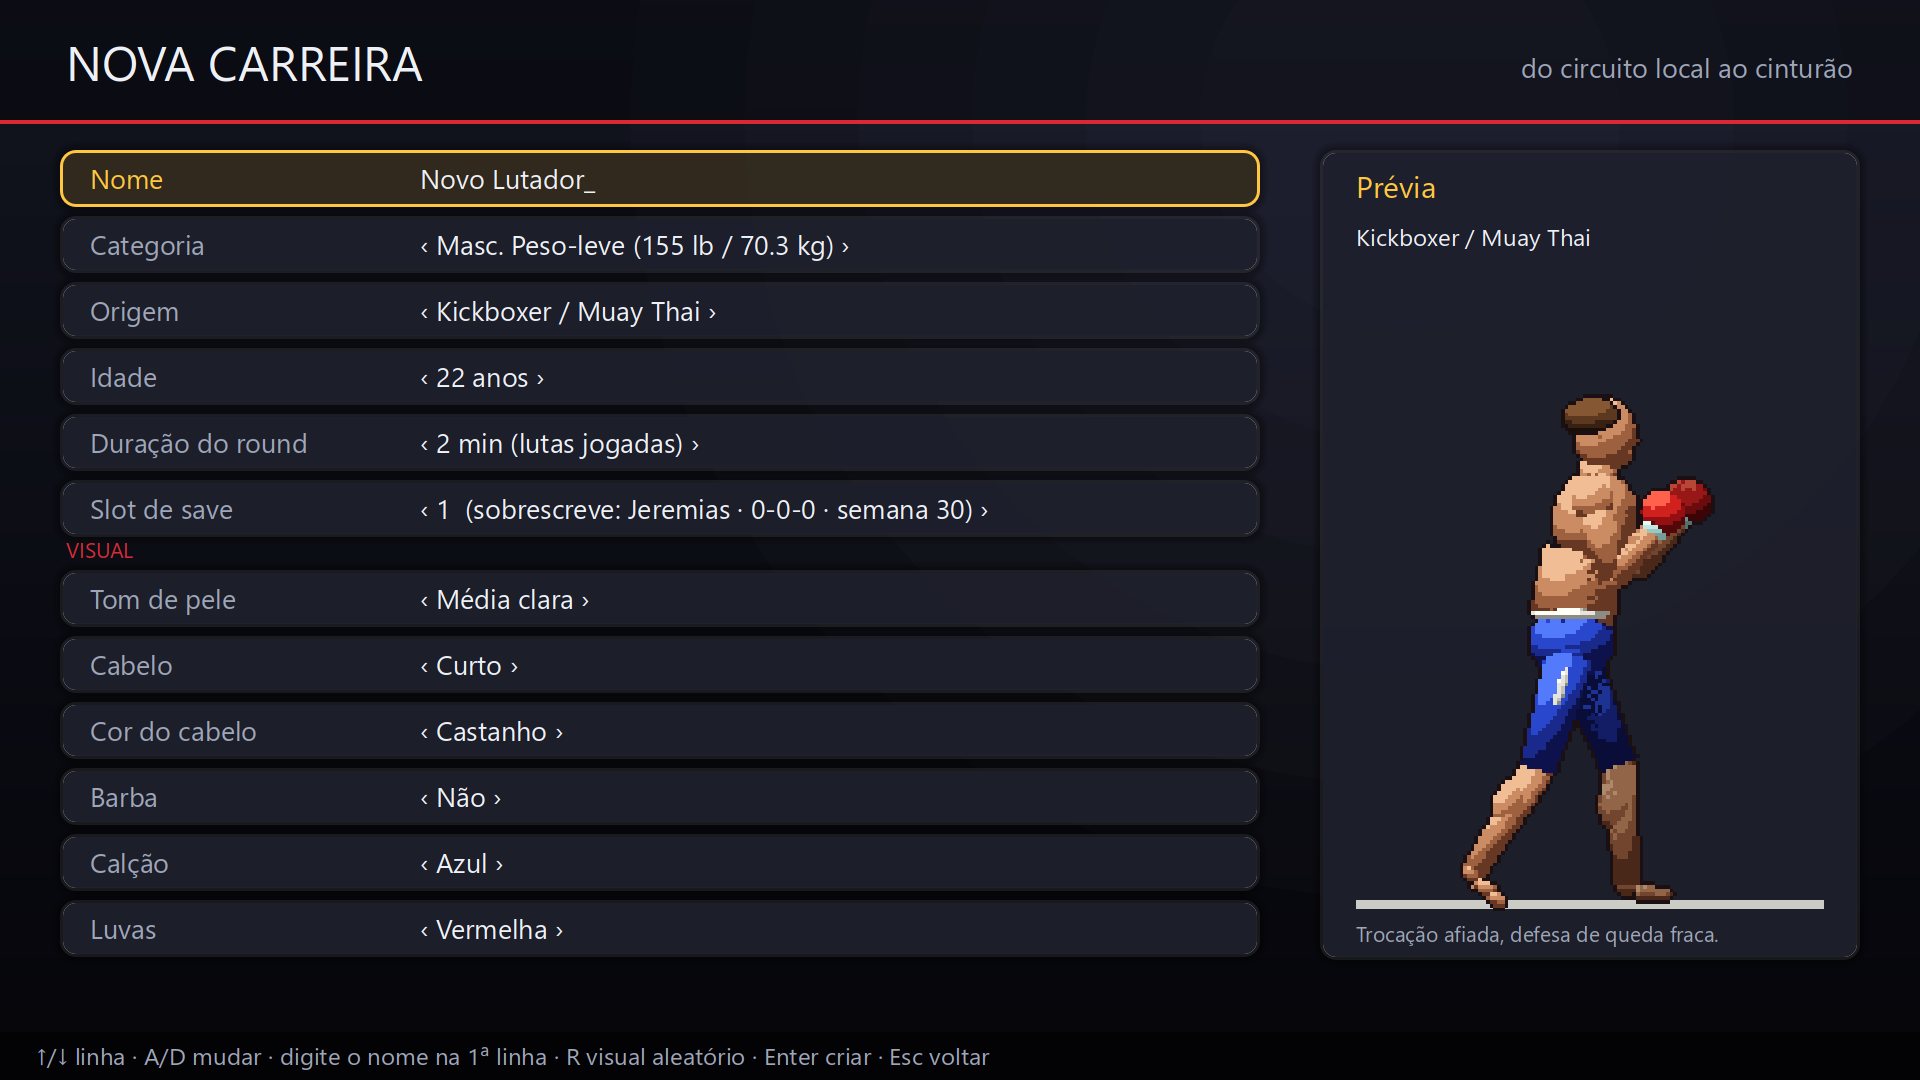 NOVA CARREIRA
do circuito local ao cinturão
Nome Novo Lutador_
Categoria ‹ Masc. Peso-leve (155 lb / 70.3 kg) ›
Origem ‹ Kickboxer / Muay Thai ›
Idade ‹ 22 anos ›
Duração do round ‹ 2 min (lutas jogadas) ›
Slot de save ‹ 1 (sobrescreve: Jeremias · 0-0-0 · semana 30) ›
VISUAL
Tom de pele ‹ Média clara ›
Cabelo ‹ Curto ›
Cor do cabelo ‹ Castanho ›
Barba ‹ Não ›
Calção ‹ Azul ›
Luvas ‹ Vermelha ›
Prévia
Kickboxer / Muay Thai
Trocação afiada, defesa de queda fraca.
↑/↓ linha · A/D mudar · digite o nome na 1ª linha · R visual aleatório · Enter criar · Esc voltar